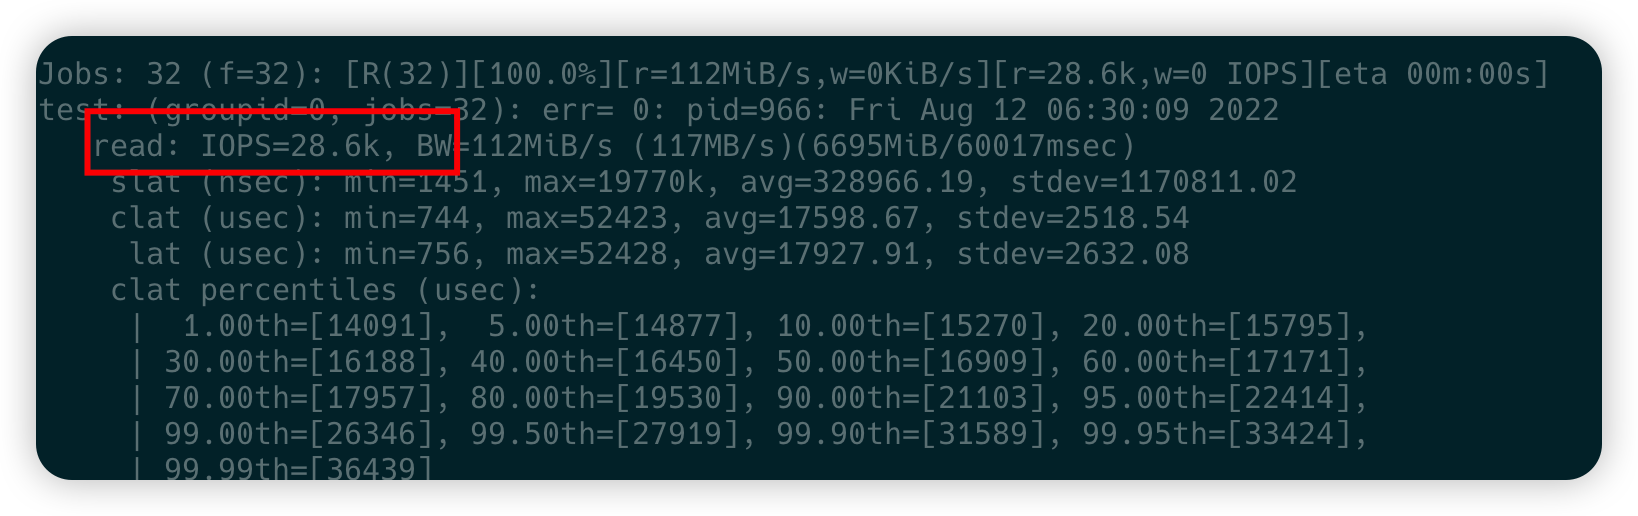 Jobs: 32 (f=32): [R(32)][100.0%][r=112MiB/s,w=0KiB/s][r=28.6k,w=0 IOPS][eta 00m:00s]
test: (groupid=0, jobs=32): err= 0: pid=966: Fri Aug 12 06:30:09 2022
read: IOPS=28.6k, BW=112MiB/s (117MB/s)(6695MiB/60017msec)
slat (nsec): min=1451, max=19770k, avg=328966.19, stdev=1170811.02
clat (usec): min=744, max=52423, avg=17598.67, stdev=2518.54
lat (usec): min=756, max=52428, avg=17927.91, stdev=2632.08
clat percentiles (usec):
| 1.00th=[14091], 5.00th=[14877], 10.00th=[15270], 20.00th=[15795],
| 30.00th=[16188], 40.00th=[16450], 50.00th=[16909], 60.00th=[17171],
| 70.00th=[17957], 80.00th=[19530], 90.00th=[21103], 95.00th=[22414],
| 99.00th=[26346], 99.50th=[27919], 99.90th=[31589], 99.95th=[33424],
| 99.99th=[36439]